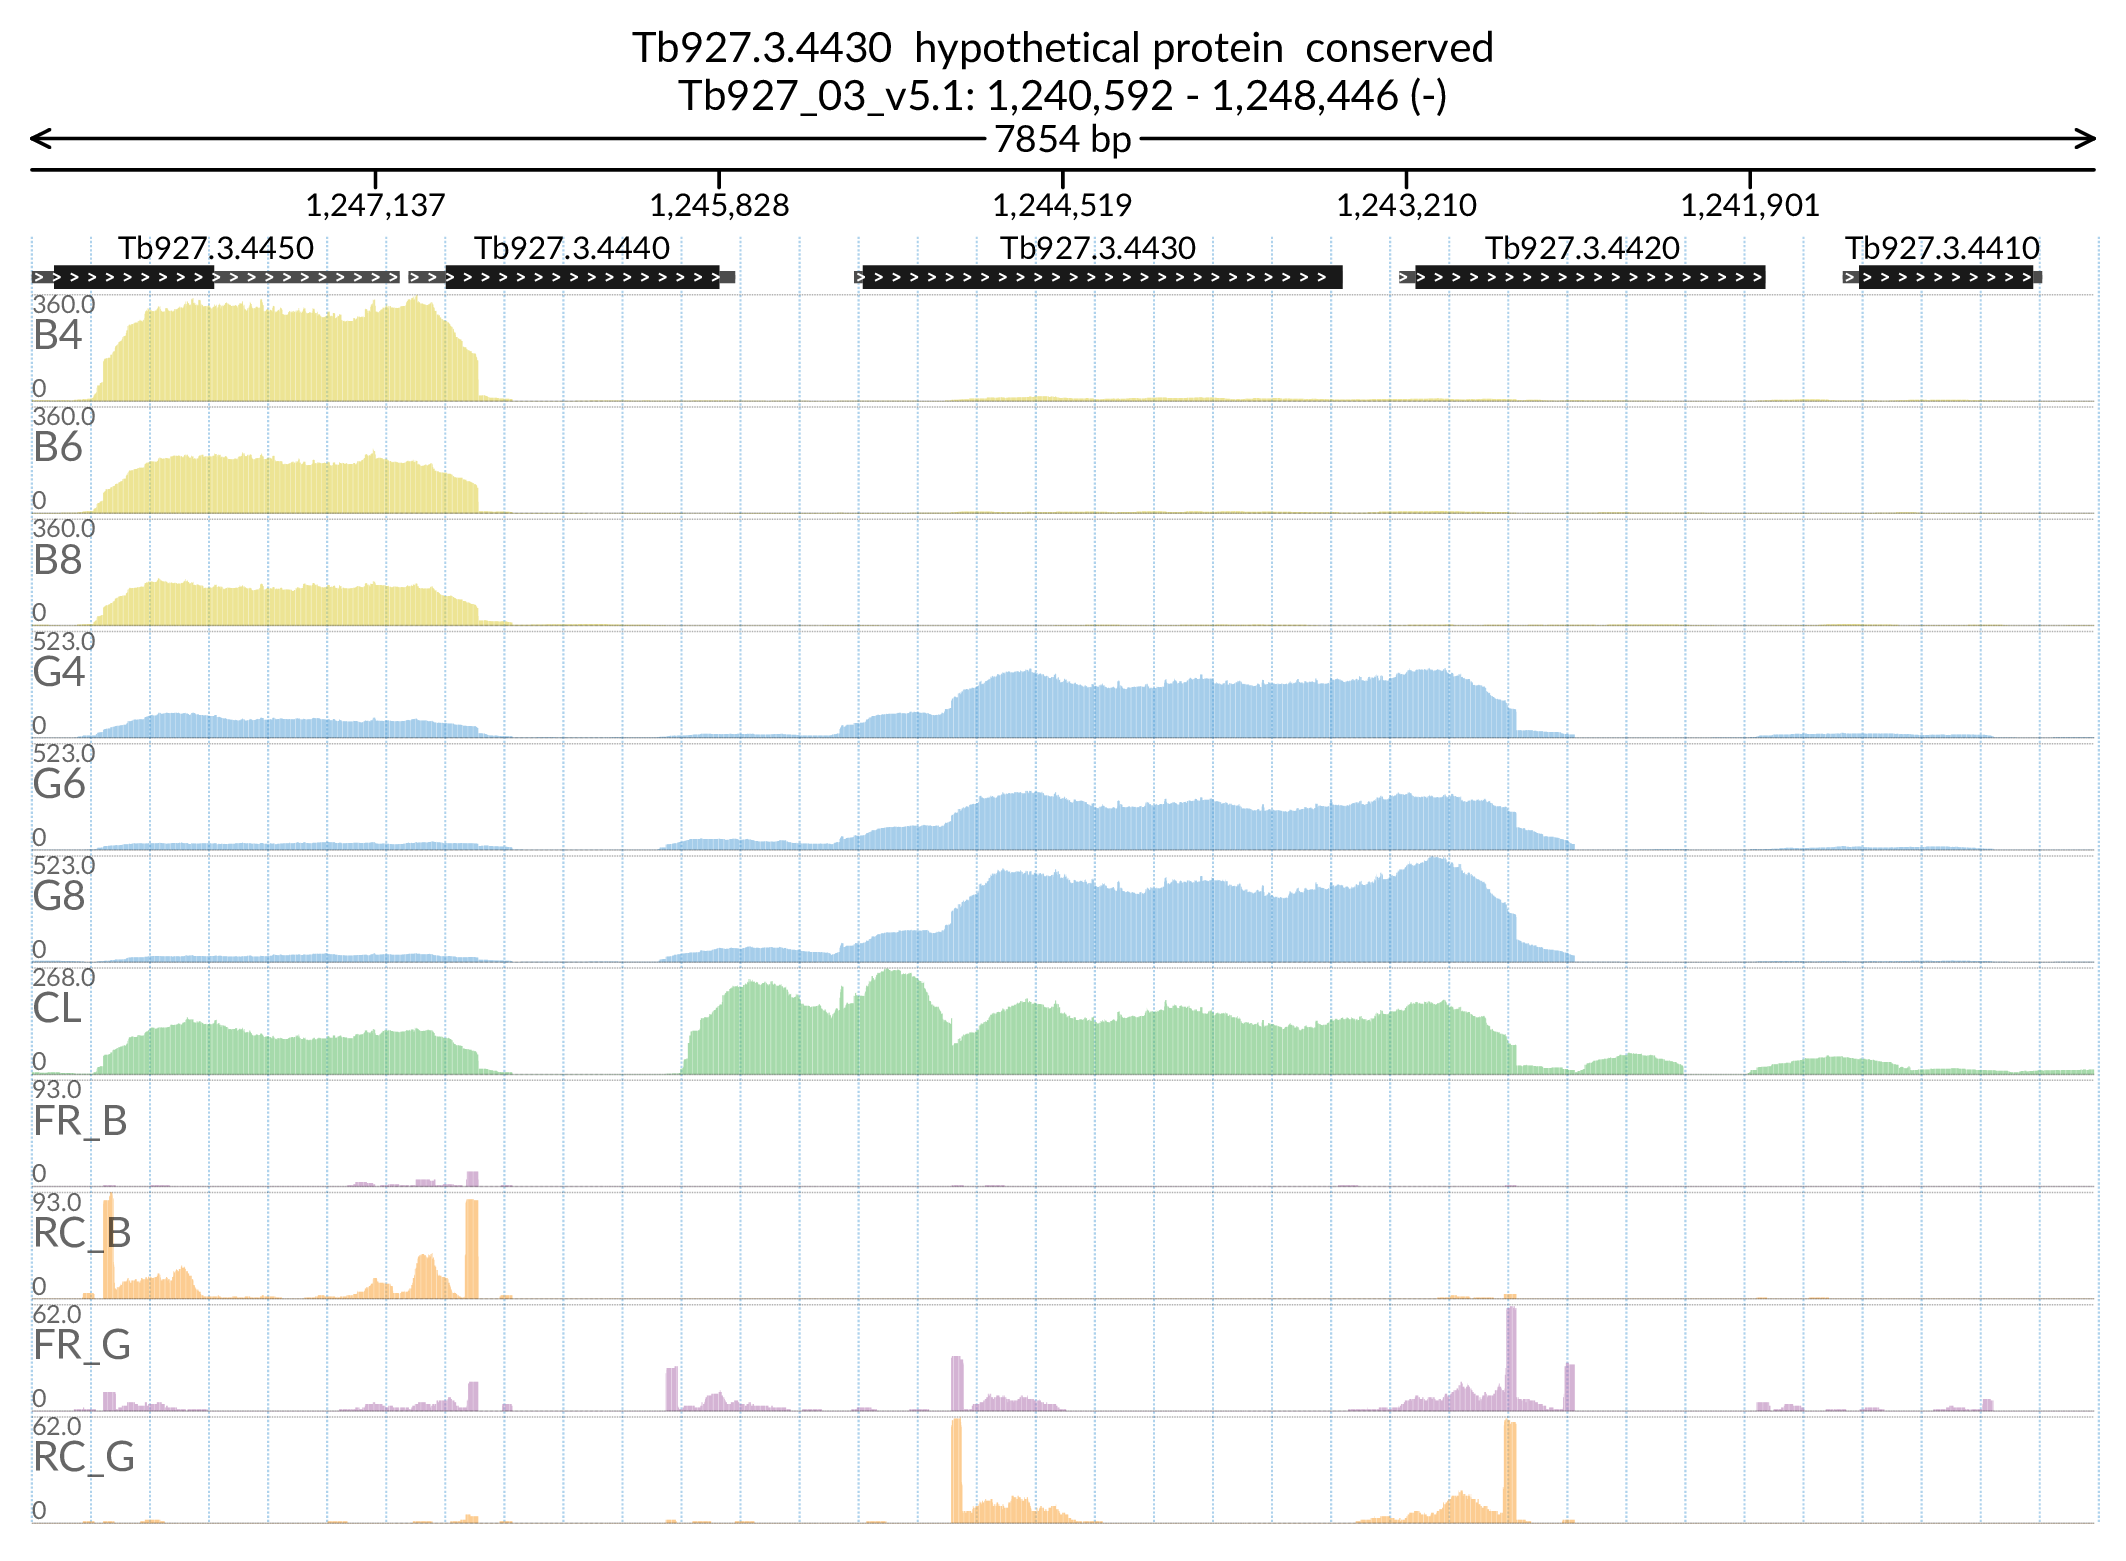 Tb927.3.4430 hypothetical protein conserved
Tb927_03_v5.1: 1,240,592 - 1,248,446 (-)
7854 bp
1,247,137 1,245,828 1,244,519 1,243,210 1,241,901
Tb927.3.4450 Tb927.3.4440 Tb927.3.4430 Tb927.3.4420 Tb927.3.4410
360.0
B4
0
360.0
B6
0
360.0
B8
0
523.0
G4
0
523.0
G6
0
523.0
G8
0
268.0
CL
0
93.0
FR_B
0
93.0
RC_B
0
62.0
FR_G
0
62.0
RC_G
0